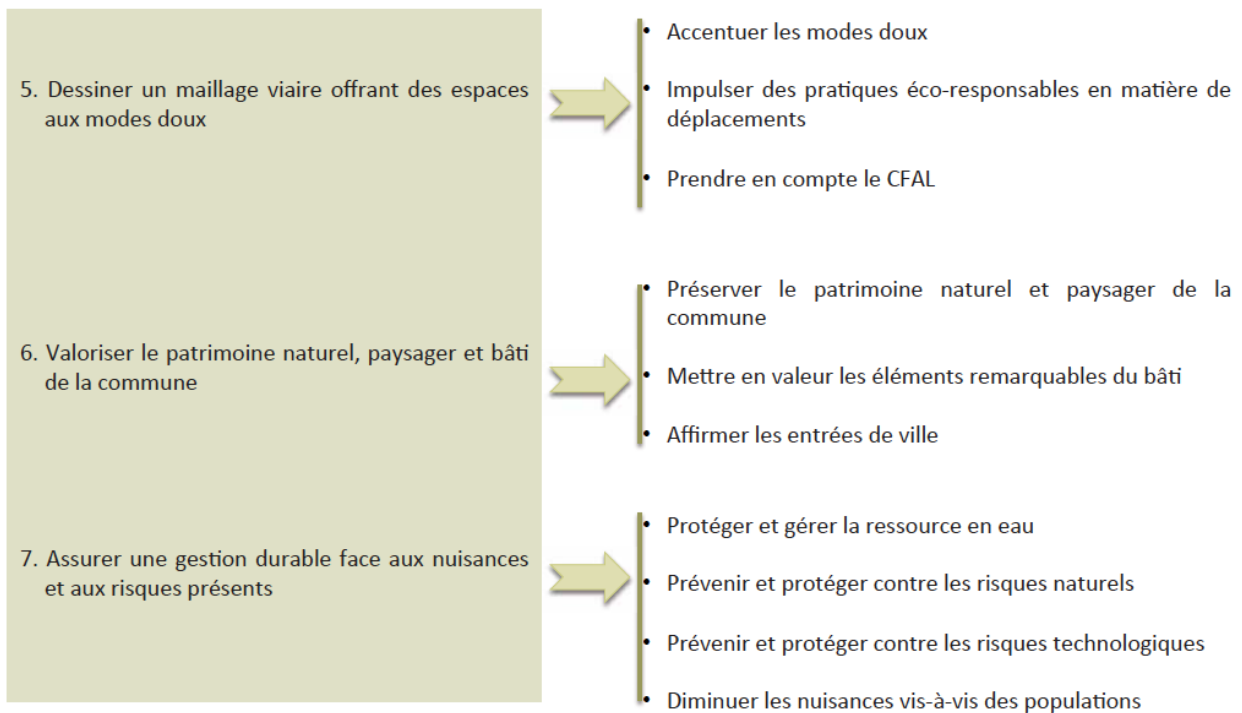 5. Dessiner un maillage viaire offrant des espaces
aux modes doux
• Accentuer les modes doux
• Impulser des pratiques éco-responsables en matière de
déplacements
• Prendre en compte le CFAL
6. Valoriser le patrimoine naturel, paysager et bâti
de la commune
• Préserver le patrimoine naturel et paysager de la
commune
• Mettre en valeur les éléments remarquables du bâti
• Affirmer les entrées de ville
7. Assurer une gestion durable face aux nuisances
et aux risques présents
• Protéger et gérer la ressource en eau
• Prévenir et protéger contre les risques naturels
• Prévenir et protéger contre les risques technologiques
• Diminuer les nuisances vis-à-vis des populations